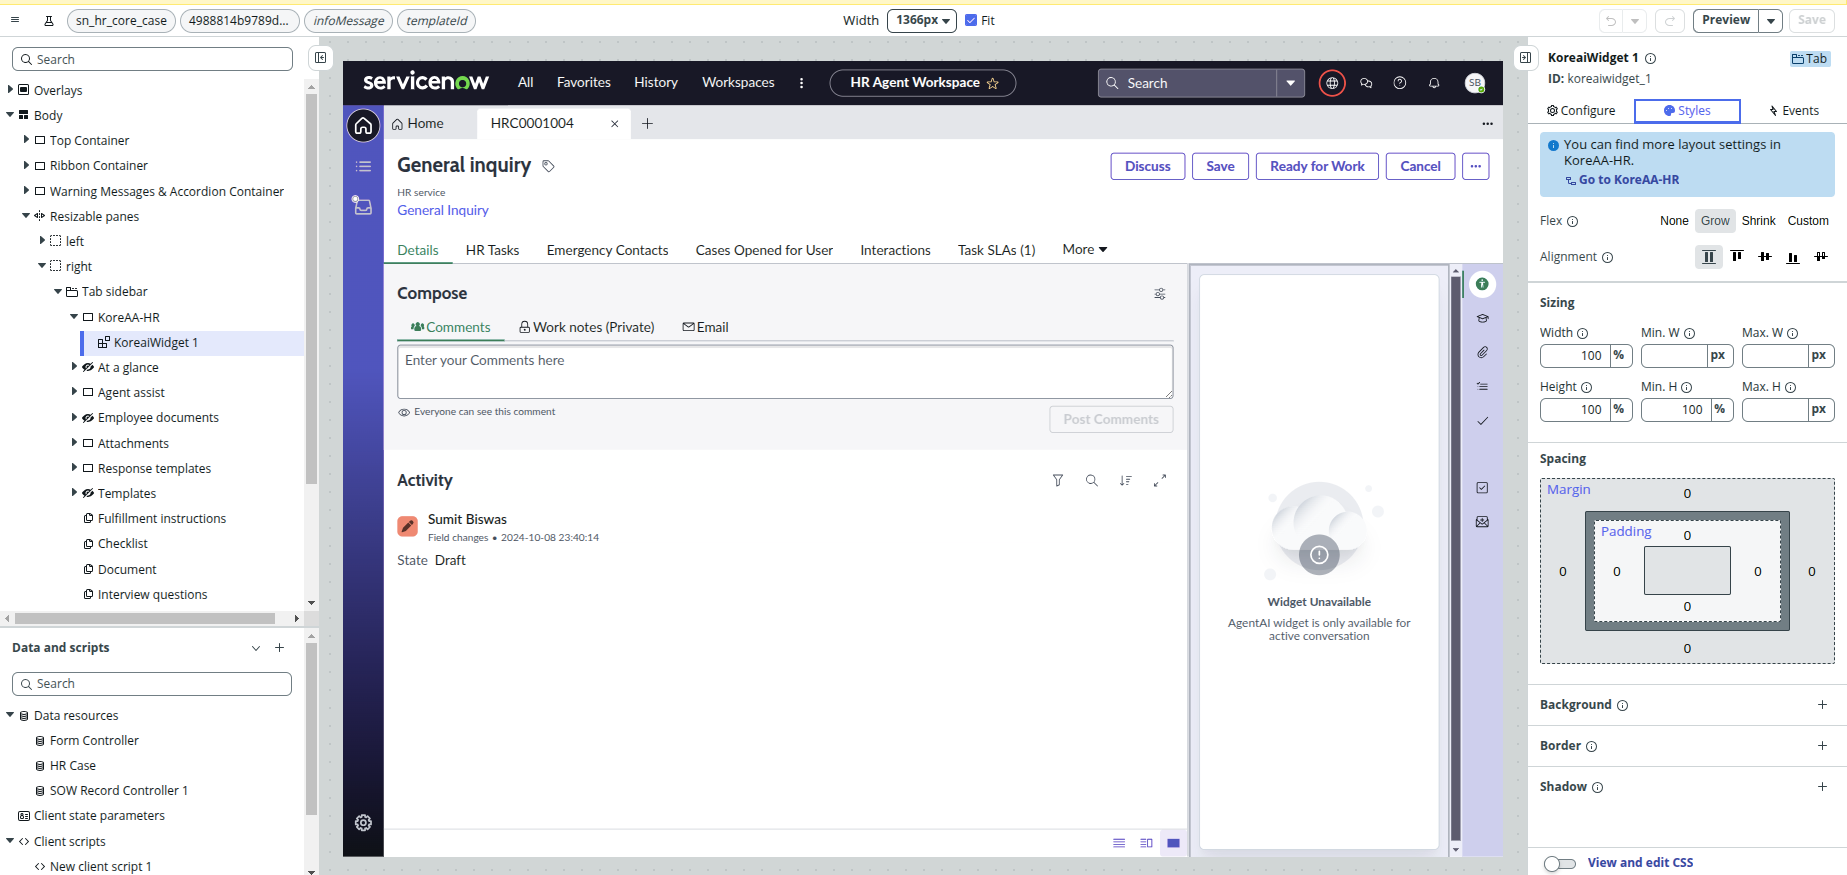 sn_hr_core_case
4988814b9789d...
infoMessage
templateId
Width
1366px
Fit
Preview
Save
Search
Overlays
Body
Top Container
Ribbon Container
Warning Messages & Accordion Container
Resizable panes
left
right
Tab sidebar
KoreAA-HR
KoreaiWidget 1
At a glance
Agent assist
Employee documents
Attachments
Response templates
Templates
Fulfillment instructions
Checklist
Document
Interview questions
Data and scripts
Search
Data resources
Form Controller
HR Case
SOW Record Controller 1
Client state parameters
Client scripts
New client script 1
servicenow
All
Favorites
History
Workspaces
HR Agent Workspace
Search
SB
Home
HRC0001004
General inquiry
Discuss
Save
Ready for Work
Cancel
HR service
General Inquiry
Details
HR Tasks
Emergency Contacts
Cases Opened for User
Interactions
Task SLAs (1)
More
Compose
Comments
Work notes (Private)
Email
Enter your Comments here
Everyone can see this comment
Post Comments
Activity
Sumit Biswas
Field changes • 2024-10-08 23:40:14
State Draft
Widget Unavailable
AgentAI widget is only available for
active conversation
KoreaiWidget 1
Tab
ID: koreaiwidget_1
Configure
Styles
Events
You can find more layout settings in
KoreAA-HR.
Go to KoreAA-HR
Flex
None
Grow
Shrink
Custom
Alignment
Sizing
Width
Min. W
Max. W
100 %
px
px
Height
Min. H
Max. H
100 %
100 %
px
Spacing
Margin
0
Padding
0
0
0
0
0
0
0
Background
Border
Shadow
View and edit CSS